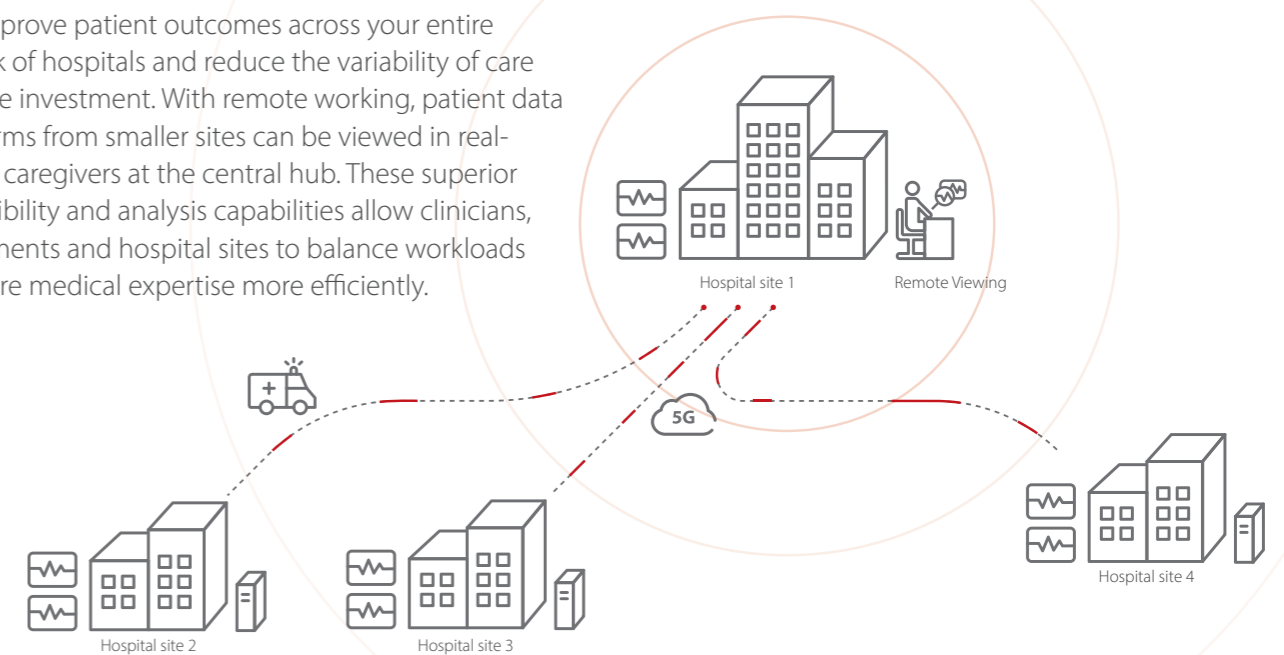 prove patient outcomes across your entire
k of hospitals and reduce the variability of care
e investment. With remote working, patient data
rms from smaller sites can be viewed in real-
caregivers at the central hub. These superior
ibility and analysis capabilities allow clinicians,
ments and hospital sites to balance workloads
re medical expertise more efficiently.
Hospital site 1
Remote Viewing
5G
Hospital site 4
Hospital site 2
Hospital site 3